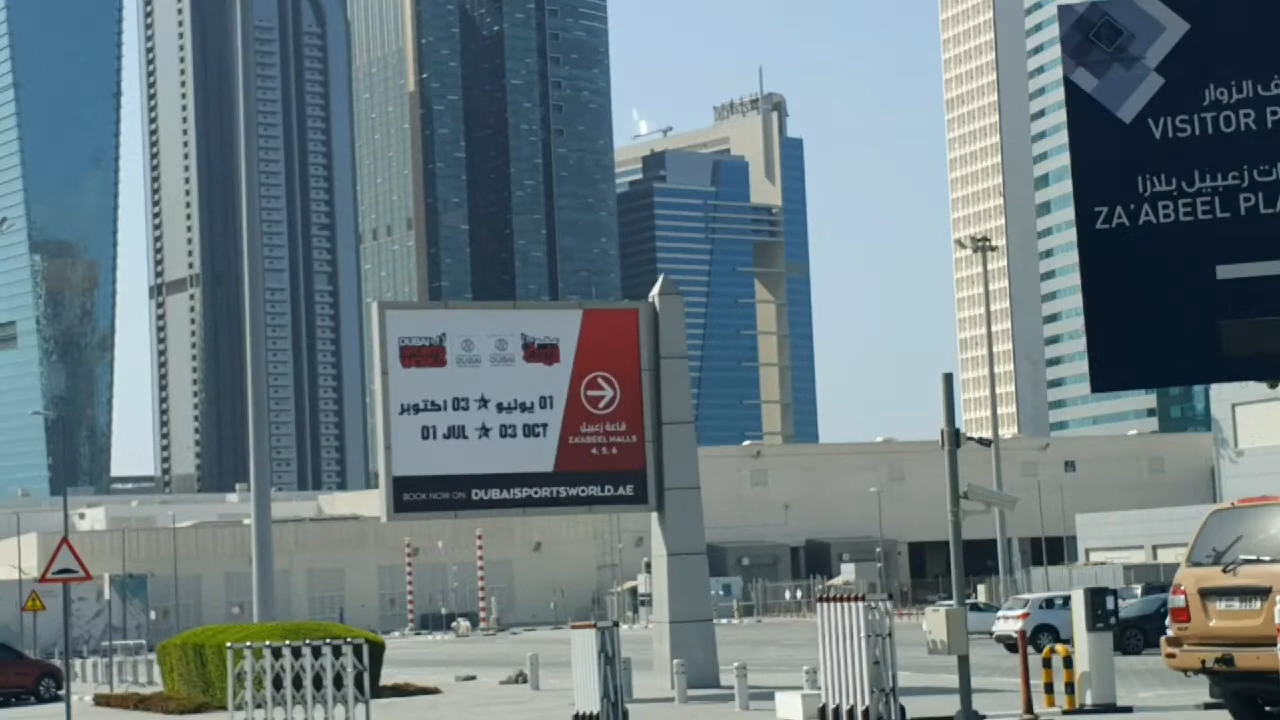 DUBAI
01 يوليو ★ 03 اكتوبر
01 JUL ★ 03 OCT
قاعة زعبيل
ZA'ABEEL HALLS
4, 5, 6
BOOK NOW ON DUBAISPORTSWORLD.AE
الزوار
VISITOR
زعبيل بلازا
ZA'ABEEL